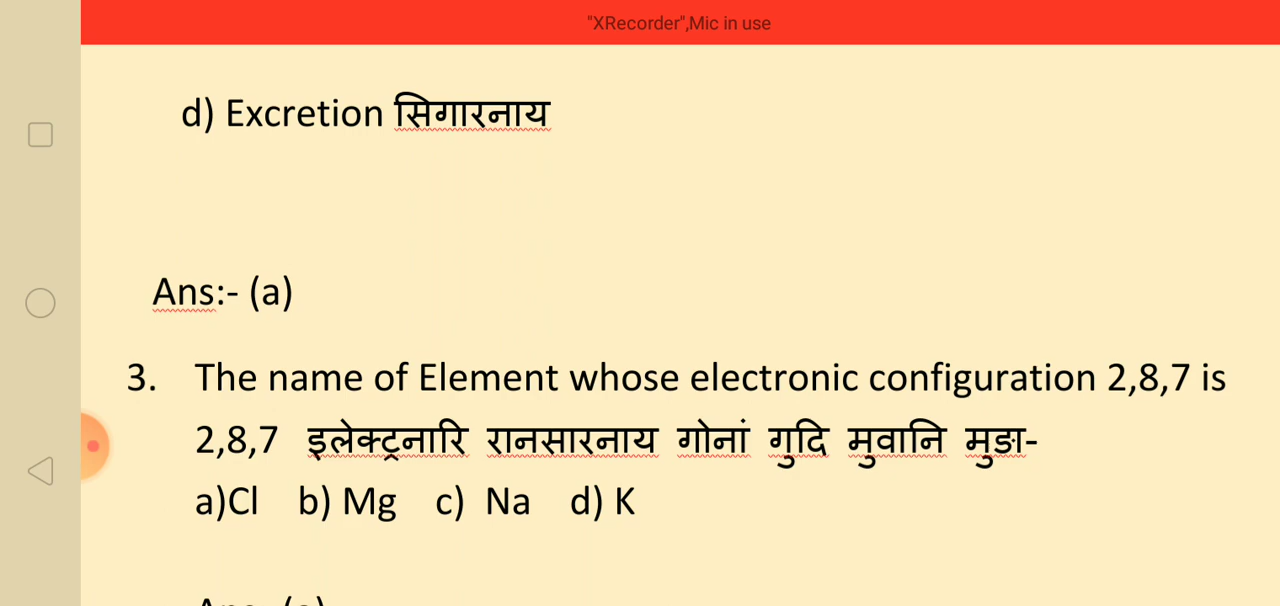 "XRecorder",Mic in use
d) Excretion सिगारनाय
Ans:- (a)
3. The name of Element whose electronic configuration 2,8,7 is
2,8,7 इलेक्ट्रनारि रानसारनाय गोनां गुदि मुवानि मुङा-
a)Cl b) Mg c) Na d) K